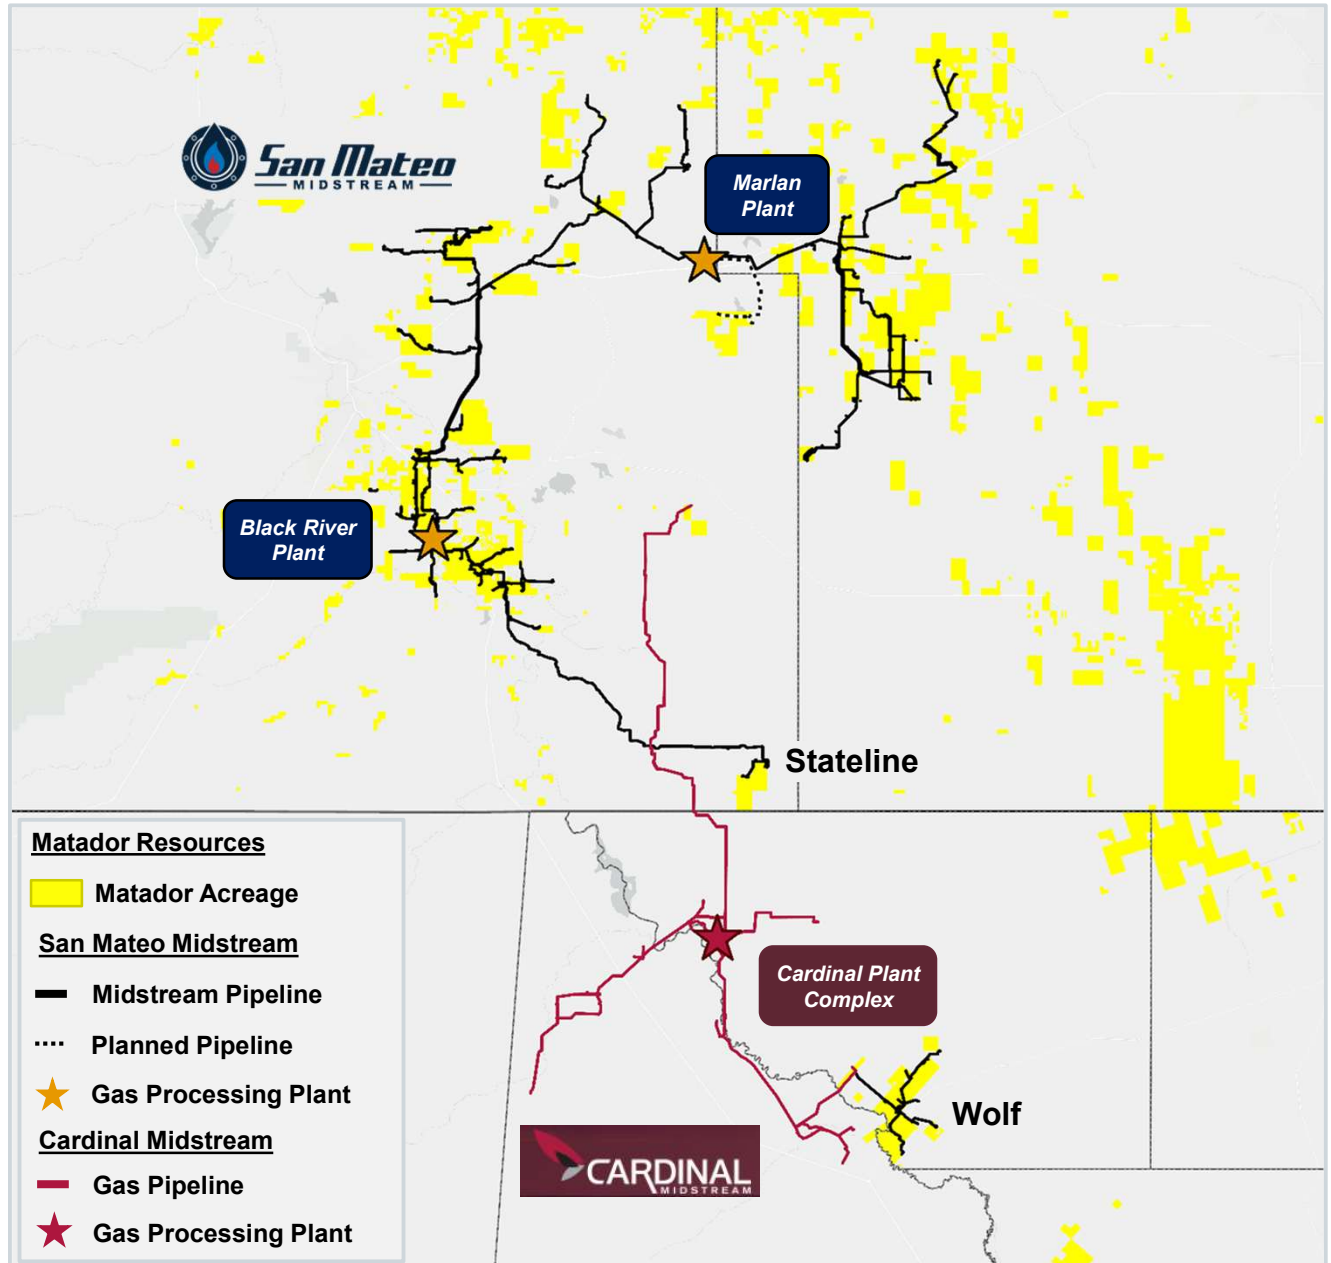 San Mateo
MIDSTREAM
Marlan
Plant
Black River
Plant
Stateline
Matador Resources
Matador Acreage
San Mateo Midstream
Midstream Pipeline
Planned Pipeline
Gas Processing Plant
Cardinal Midstream
Gas Pipeline
Gas Processing Plant
Cardinal Plant
Complex
Wolf
CARDINAL
MIDSTREAM